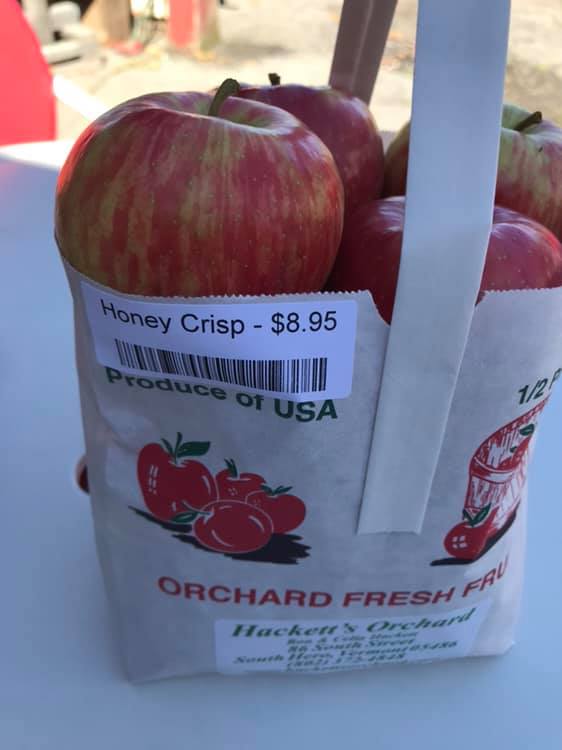 Honey Crisp - $8.95
Produce of USA
1/2 P
ORCHARD FRESH FRU
Hackett's Orchard
86 South Street
South Hero, Vermont 05486